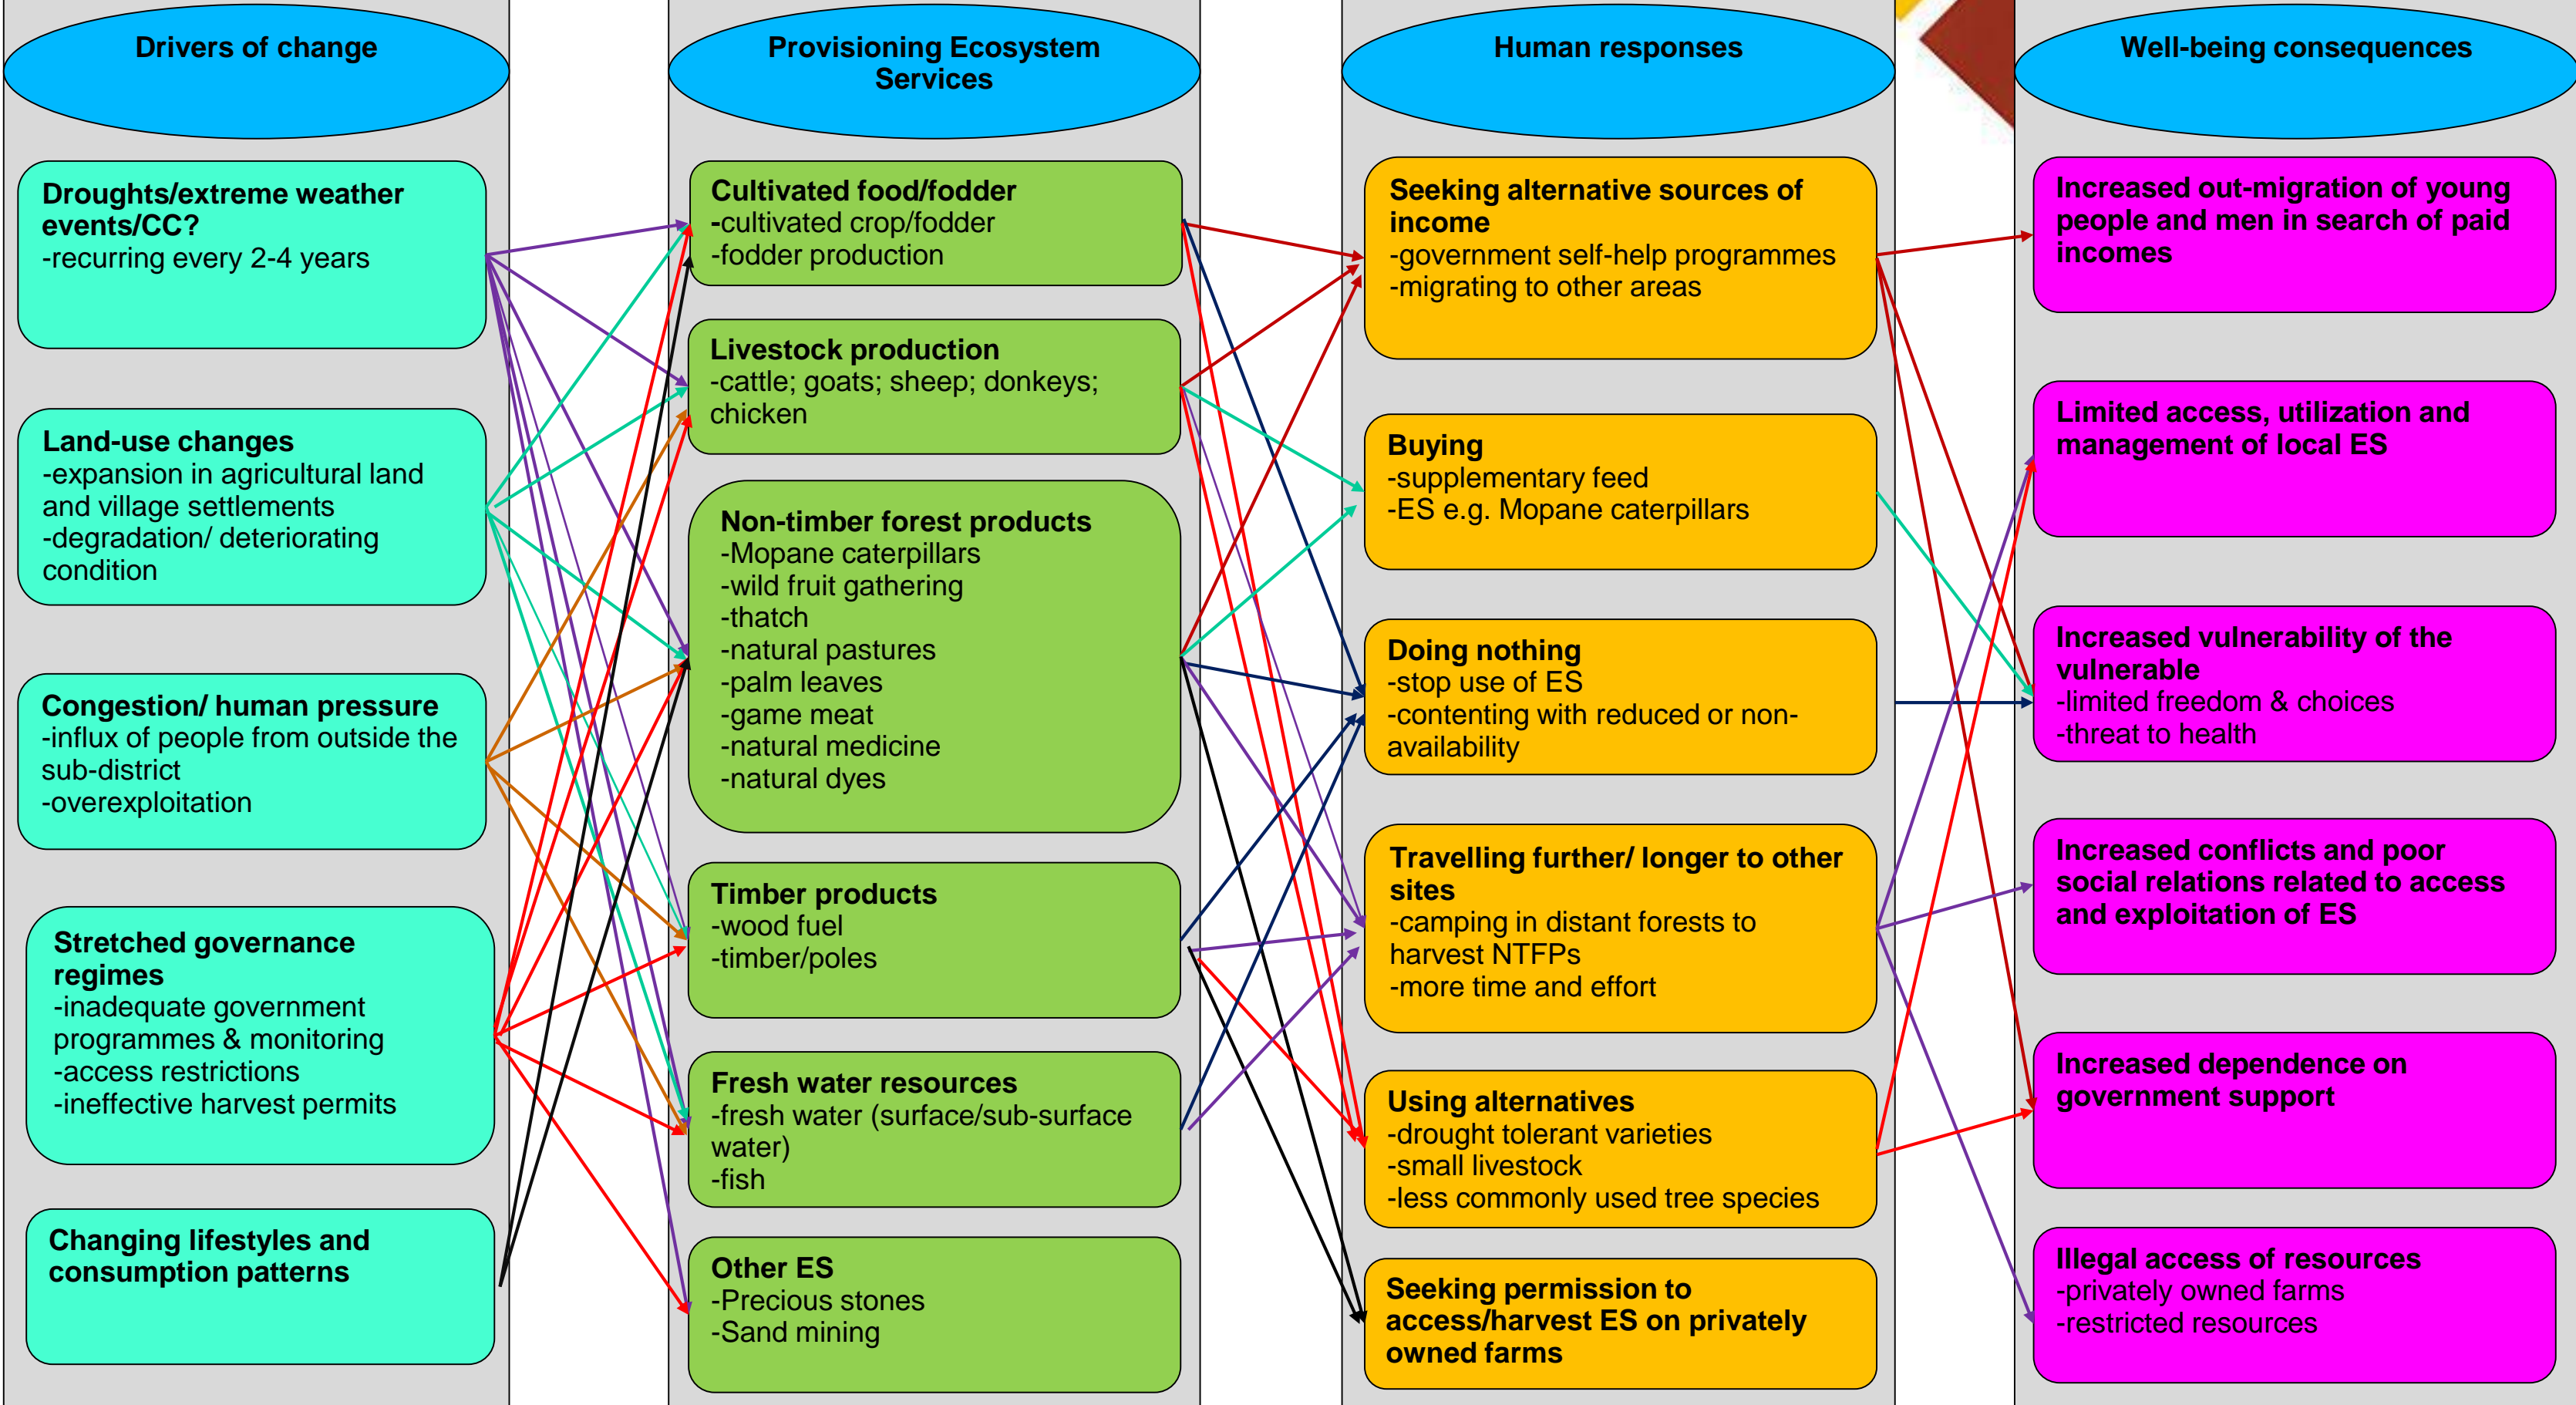 Drivers of change
Droughts/extreme weather
events/CC?
-recurring every 2-4 years
Land-use changes
-expansion in agricultural land
and village settlements
-degradation/ deteriorating
condition
Congestion/ human pressure
-influx of people from outside the
sub-district
-overexploitation
Stretched governance
regimes
-inadequate government
programmes & monitoring
-access restrictions
-ineffective harvest permits
Changing lifestyles and
consumption patterns
Provisioning Ecosystem
Services
Cultivated food/fodder
-cultivated crop/fodder
-fodder production
Livestock production
-cattle; goats; sheep; donkeys;
chicken
Non-timber forest products
-Mopane caterpillars
-wild fruit gathering
-thatch
-natural pastures
-palm leaves
-game meat
-natural medicine
-natural dyes
Timber products
-wood fuel
-timber/poles
Fresh water resources
-fresh water (surface/sub-surface
water)
-fish
Other ES
-Precious stones
-Sand mining
Human responses
Seeking alternative sources of
income
-government self-help programmes
-migrating to other areas
Buying
-supplementary feed
-ES e.g. Mopane caterpillars
Doing nothing
-stop use of ES
-contenting with reduced or non-
availability
Travelling further/ longer to other
sites
-camping in distant forests to
harvest NTFPs
-more time and effort
Using alternatives
-drought tolerant varieties
-small livestock
-less commonly used tree species
Seeking permission to
access/harvest ES on privately
owned farms
Well-being consequences
Increased out-migration of young
people and men in search of paid
incomes
Limited access, utilization and
management of local ES
Increased vulnerability of the
vulnerable
-limited freedom & choices
-threat to health
Increased conflicts and poor
social relations related to access
and exploitation of ES
Increased dependence on
government support
Illegal access of resources
-privately owned farms
-restricted resources